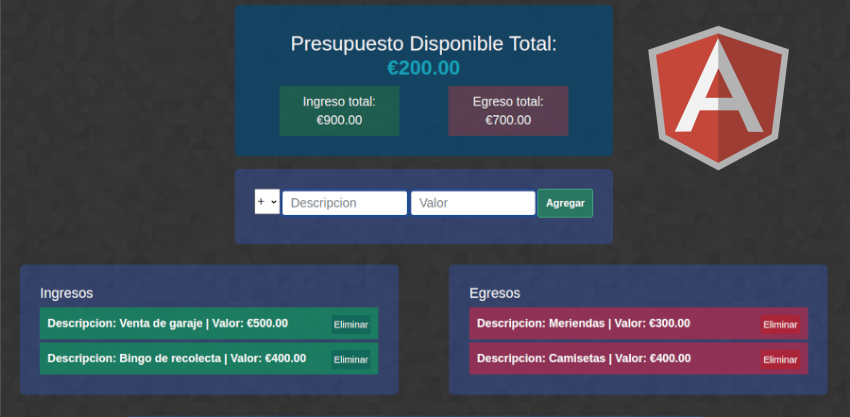 Presupuesto Disponible Total:
€200.00
Ingreso total:
€900.00
Egreso total:
€700.00
+
Descripcion
Valor
Agregar
Ingresos
Descripcion: Venta de garaje | Valor: €500.00
Eliminar
Descripcion: Bingo de recolecta | Valor: €400.00
Eliminar
Egresos
Descripcion: Meriendas | Valor: €300.00
Eliminar
Descripcion: Camisetas | Valor: €400.00
Eliminar
A